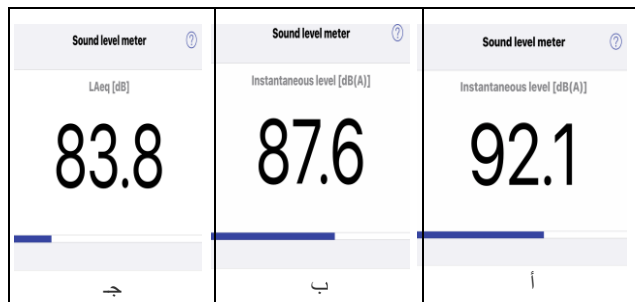 Sound level meter ?
LAeq [dB]
83.8
جـ
Sound level meter ?
Instantaneous level [dB(A)]
87.6
ب
Sound level meter ?
Instantaneous level [dB(A)]
92.1
أ